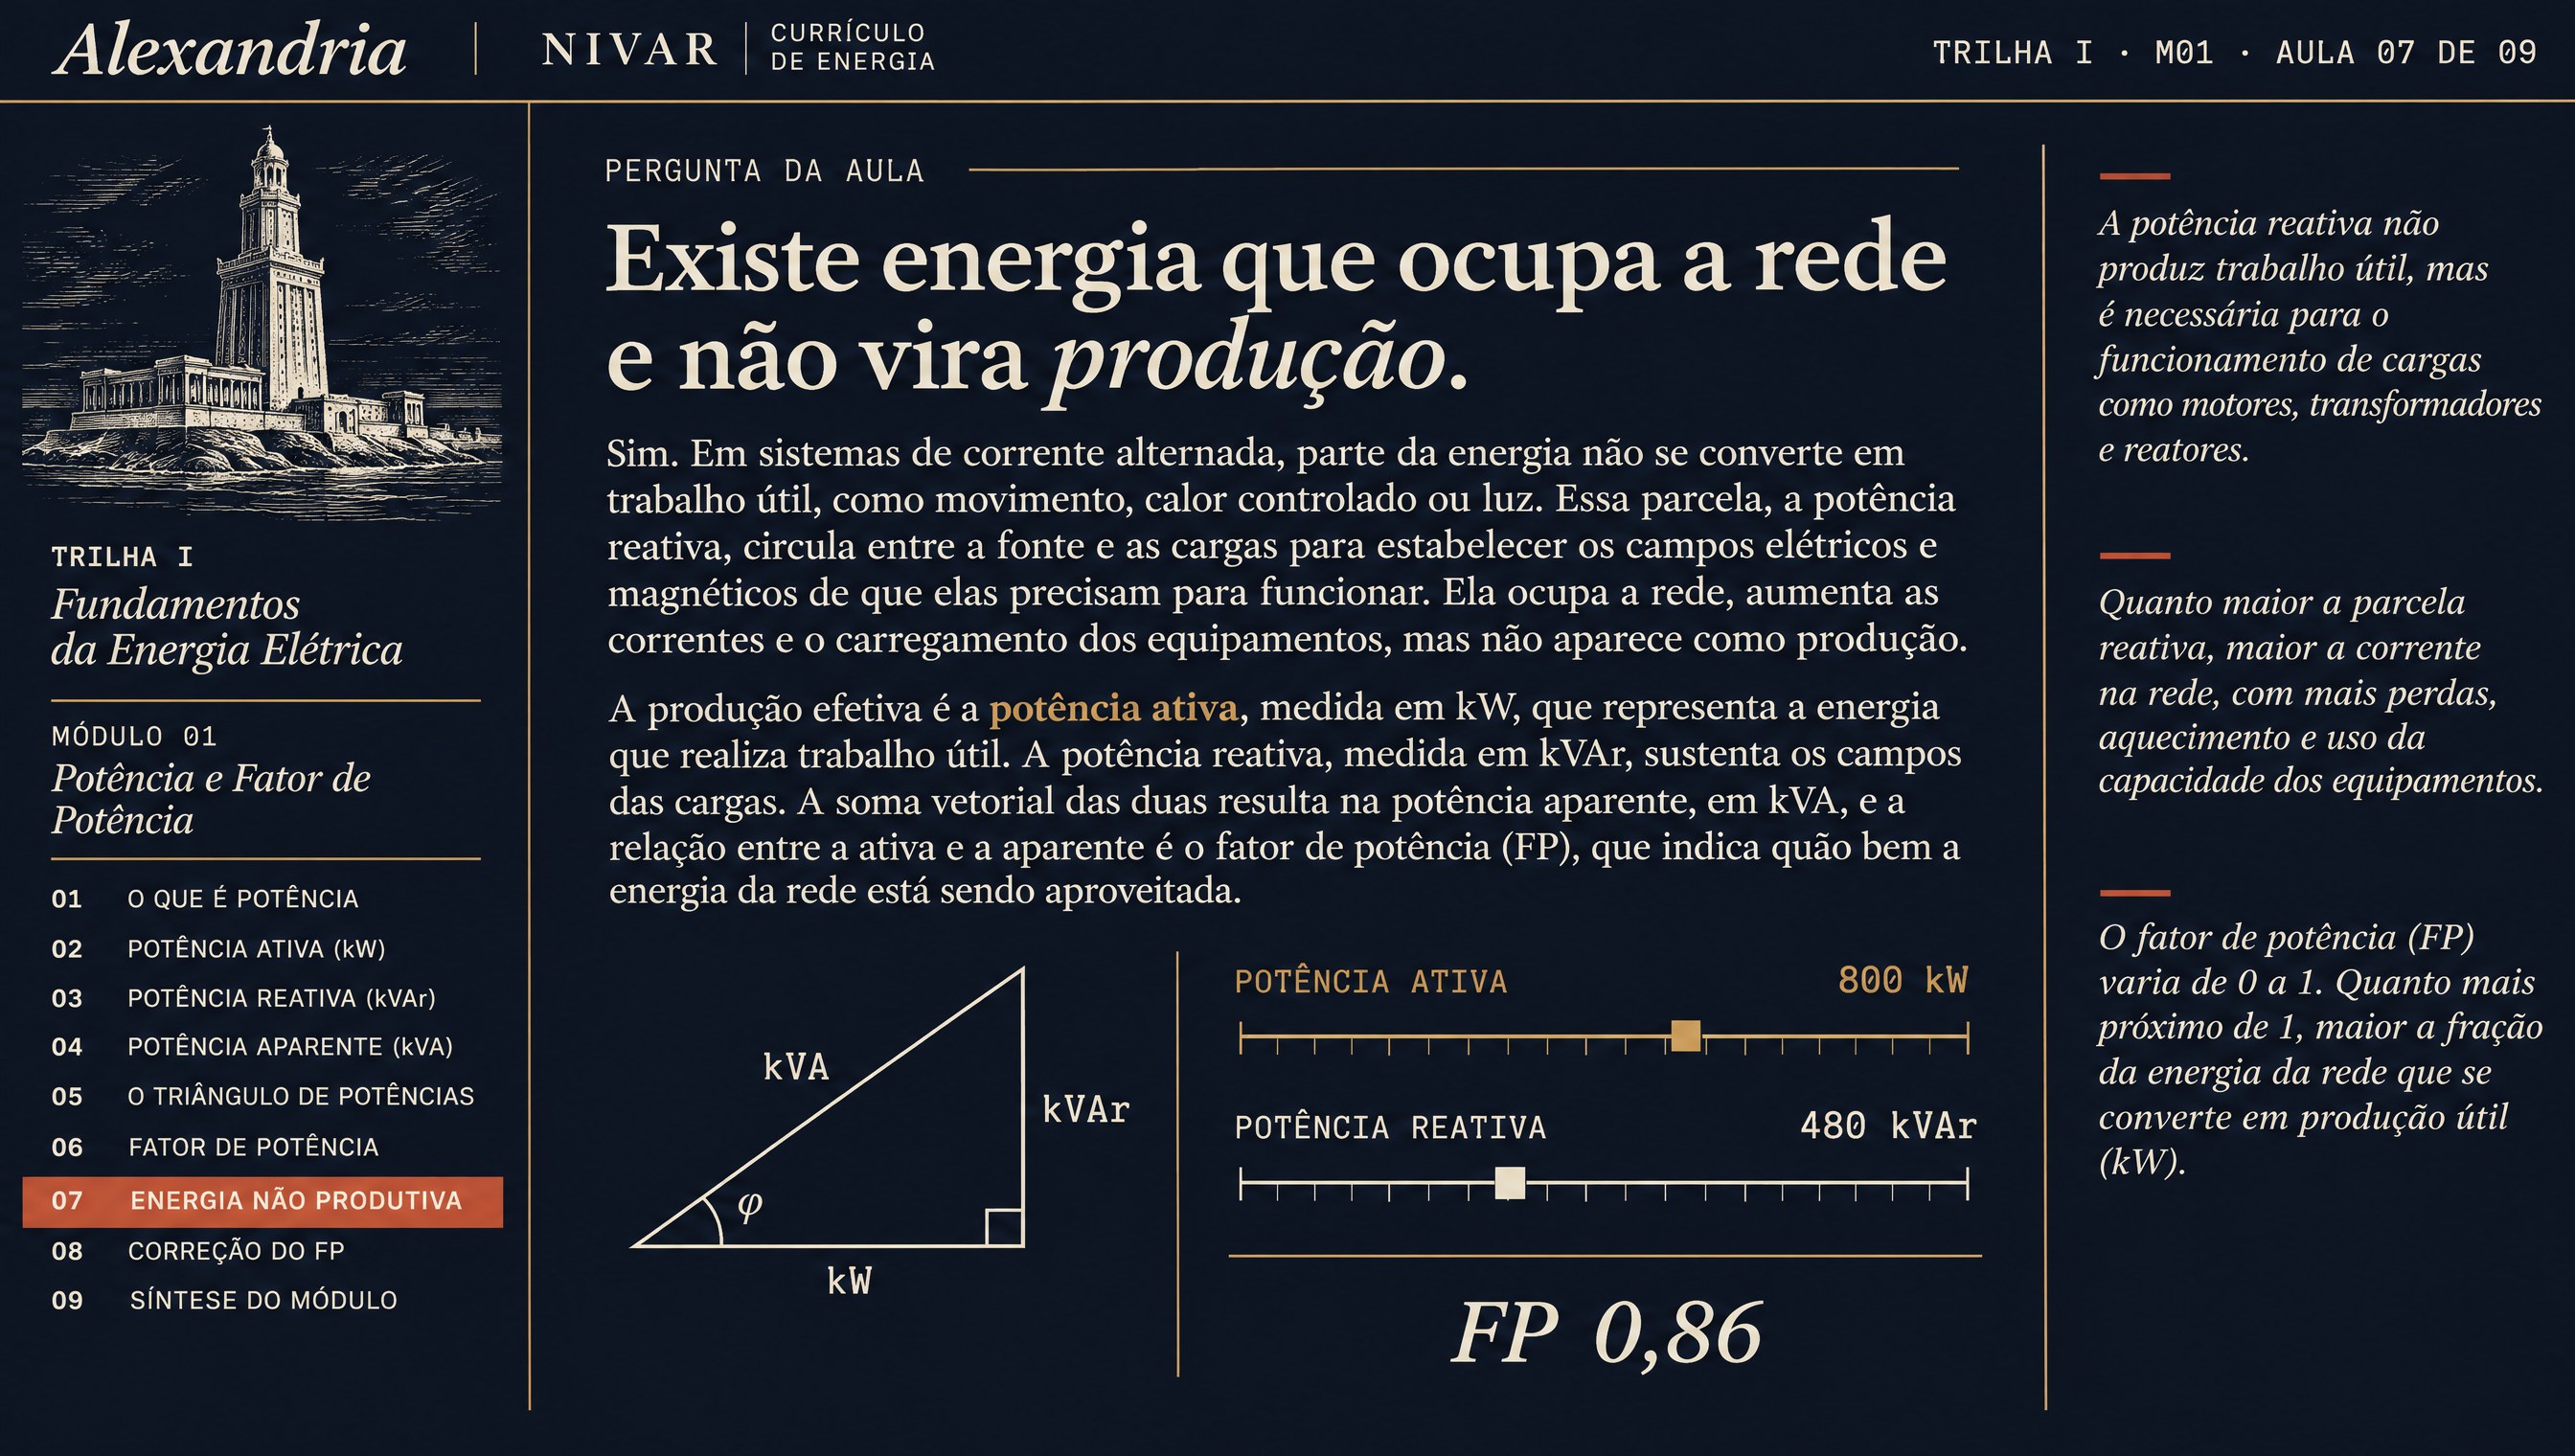 Alexandria
NIVAR
CURRÍCULO
DE ENERGIA
TRILHA I · M01 · AULA 07 DE 09
TRILHA I
Fundamentos
da Energia Elétrica
MÓDULO 01
Potência e Fator de
Potência
01 O QUE É POTÊNCIA
02 POTÊNCIA ATIVA (kW)
03 POTÊNCIA REATIVA (kVAr)
04 POTÊNCIA APARENTE (kVA)
05 O TRIÂNGULO DE POTÊNCIAS
06 FATOR DE POTÊNCIA
07 ENERGIA NÃO PRODUTIVA
08 CORREÇÃO DO FP
09 SÍNTESE DO MÓDULO
PERGUNTA DA AULA
Existe energia que ocupa a rede
e não vira produção.
Sim. Em sistemas de corrente alternada, parte da energia não se converte em
trabalho útil, como movimento, calor controlado ou luz. Essa parcela, a potência
reativa, circula entre a fonte e as cargas para estabelecer os campos elétricos e
magnéticos de que elas precisam para funcionar. Ela ocupa a rede, aumenta as
correntes e o carregamento dos equipamentos, mas não aparece como produção.
A produção efetiva é a potência ativa, medida em kW, que representa a energia
que realiza trabalho útil. A potência reativa, medida em kVAr, sustenta os campos
das cargas. A soma vetorial das duas resulta na potência aparente, em kVA, e a
relação entre a ativa e a aparente é o fator de potência (FP), que indica quão bem a
energia da rede está sendo aproveitada.
kVA
kVAr
φ
kW
POTÊNCIA ATIVA 800 kW
POTÊNCIA REATIVA 480 kVAr
FP 0,86
A potência reativa não
produz trabalho útil, mas
é necessária para o
funcionamento de cargas
como motores, transformadores
e reatores.
Quanto maior a parcela
reativa, maior a corrente
na rede, com mais perdas,
aquecimento e uso da
capacidade dos equipamentos.
O fator de potência (FP)
varia de 0 a 1. Quanto mais
próximo de 1, maior a fração
da energia da rede que se
converte em produção útil
(kW).